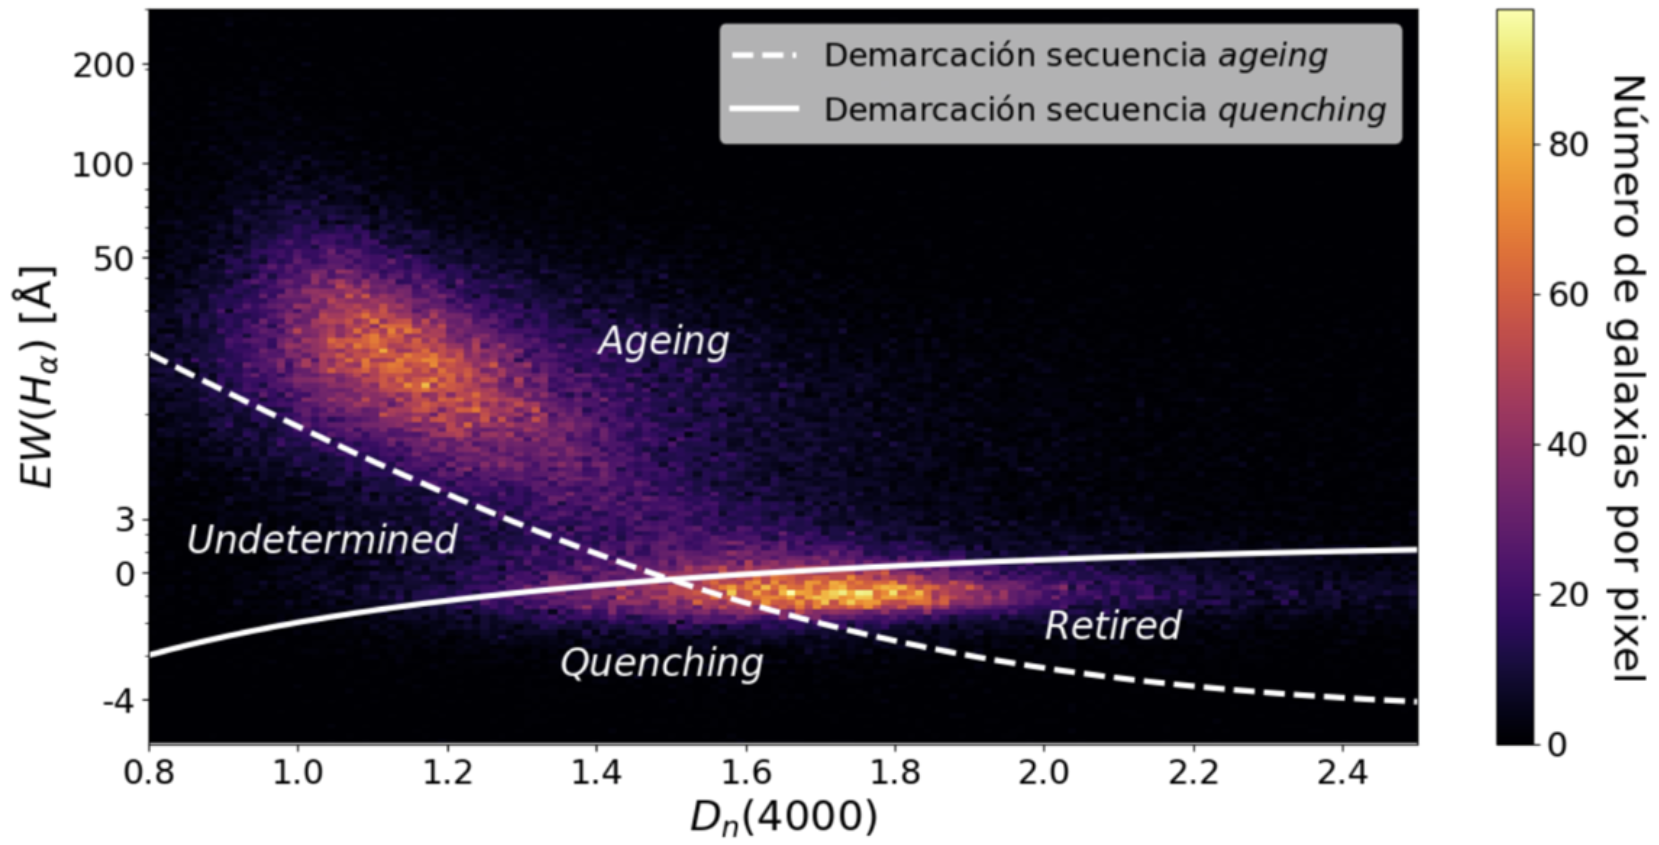 Demarcación secuencia ageing
Demarcación secuencia quenching
200
100
50
3
0
-4
EW(Hα) [Å]
Ageing
Undetermined
Quenching
Retired
0.8 1.0 1.2 1.4 1.6 1.8 2.0 2.2 2.4
Dn(4000)
80
60
40
20
0
Número de galaxias por pixel